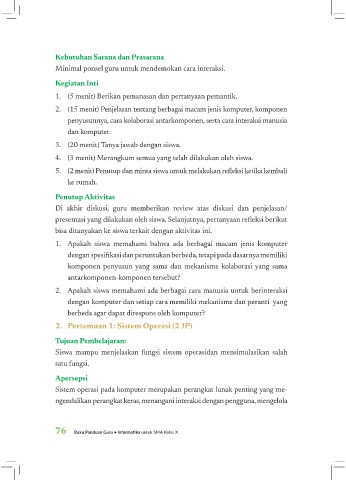 Kebutuhan Sarana dan Prasarana
Minimal ponsel guru untuk mendemokan cara interaksi.
Kegiatan Inti
1. (5 menit) Berikan pemanasan dan pertanyaan pemantik.
2. (15 menit) Penjelasan tentang berbagai macam jenis komputer, komponen
penyusunnya, cara kolaborasi antarkomponen, serta cara interaksi manusia
dan komputer.
3. (20 menit) Tanya jawab dengan siswa.
4. (3 menit) Merangkum semua yang telah dilakukan oleh siswa.
5. (2 menit) Penutup dan minta siswa untuk melakukan refleksi ketika kembali
ke rumah.
Penutup Aktivitas
Di akhir diskusi, guru memberikan review atas diskusi dan penjelasan/
presentasi yang dilakukan oleh siswa. Selanjutnya, pertanyaan refleksi berikut
bisa ditanyakan ke siswa terkait dengan aktivitas ini.
1. Apakah siswa memahami bahwa ada berbagai macam jenis komputer
dengan spesifikasi dan peruntukan berbeda, tetapi pada dasarnya memiliki
komponen penyusun yang sama dan mekanisme kolaborasi yang sama
antarkomponen-komponen tersebut?
2. Apakah siswa memahami ada berbagai cara manusia untuk berinteraksi
dengan komputer dan setiap cara memiliki mekanisme dan peranti yang
berbeda agar dapat direspons oleh komputer?
2. Pertemuan 1: Sistem Operasi (2 JP)
Tujuan Pembelajaran:
Siswa mampu menjelaskan fungsi sistem operasidan mensimulasikan salah
satu fungsi.
Apersepsi
Sistem operasi pada komputer merupakan perangkat lunak penting yang me-
ngendalikan perangkat keras, menangani interaksi dengan pengguna, mengelola
76 Buku Panduan Guru • Informatika untuk SMA Kelas X